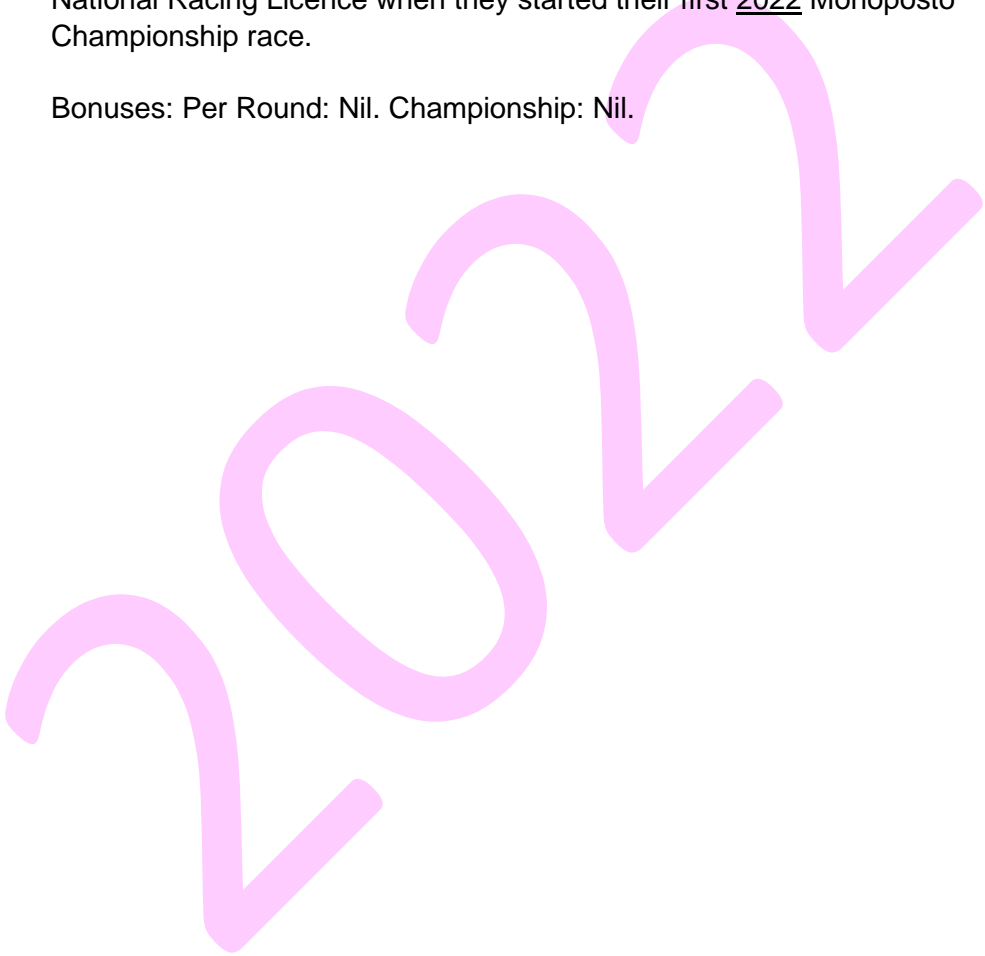 National Racing Licence when they started their first 2022 Monoposto
Championship race.
Bonuses: Per Round: Nil. Championship: Nil.
2022